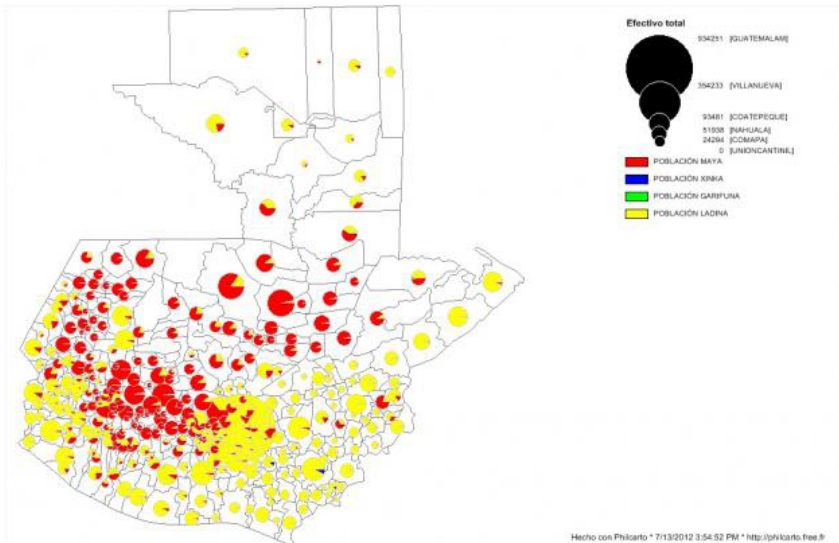 Efectivo total
934251 [GUATEMALAM]
354233 [VILLANUEVA]
93481 [COATEPEQUE]
51938 [NAHUALA]
24294 [COMAPA]
0 [UNIONCANTINIL]
POBLACIÓN MAYA
POBLACIÓN XINKA
POBLACIÓN GARIFUNA
POBLACIÓN LADINA
Hecho con Philcarto * 7/13/2012 3:54:52 PM * http://philcarto.free.fr